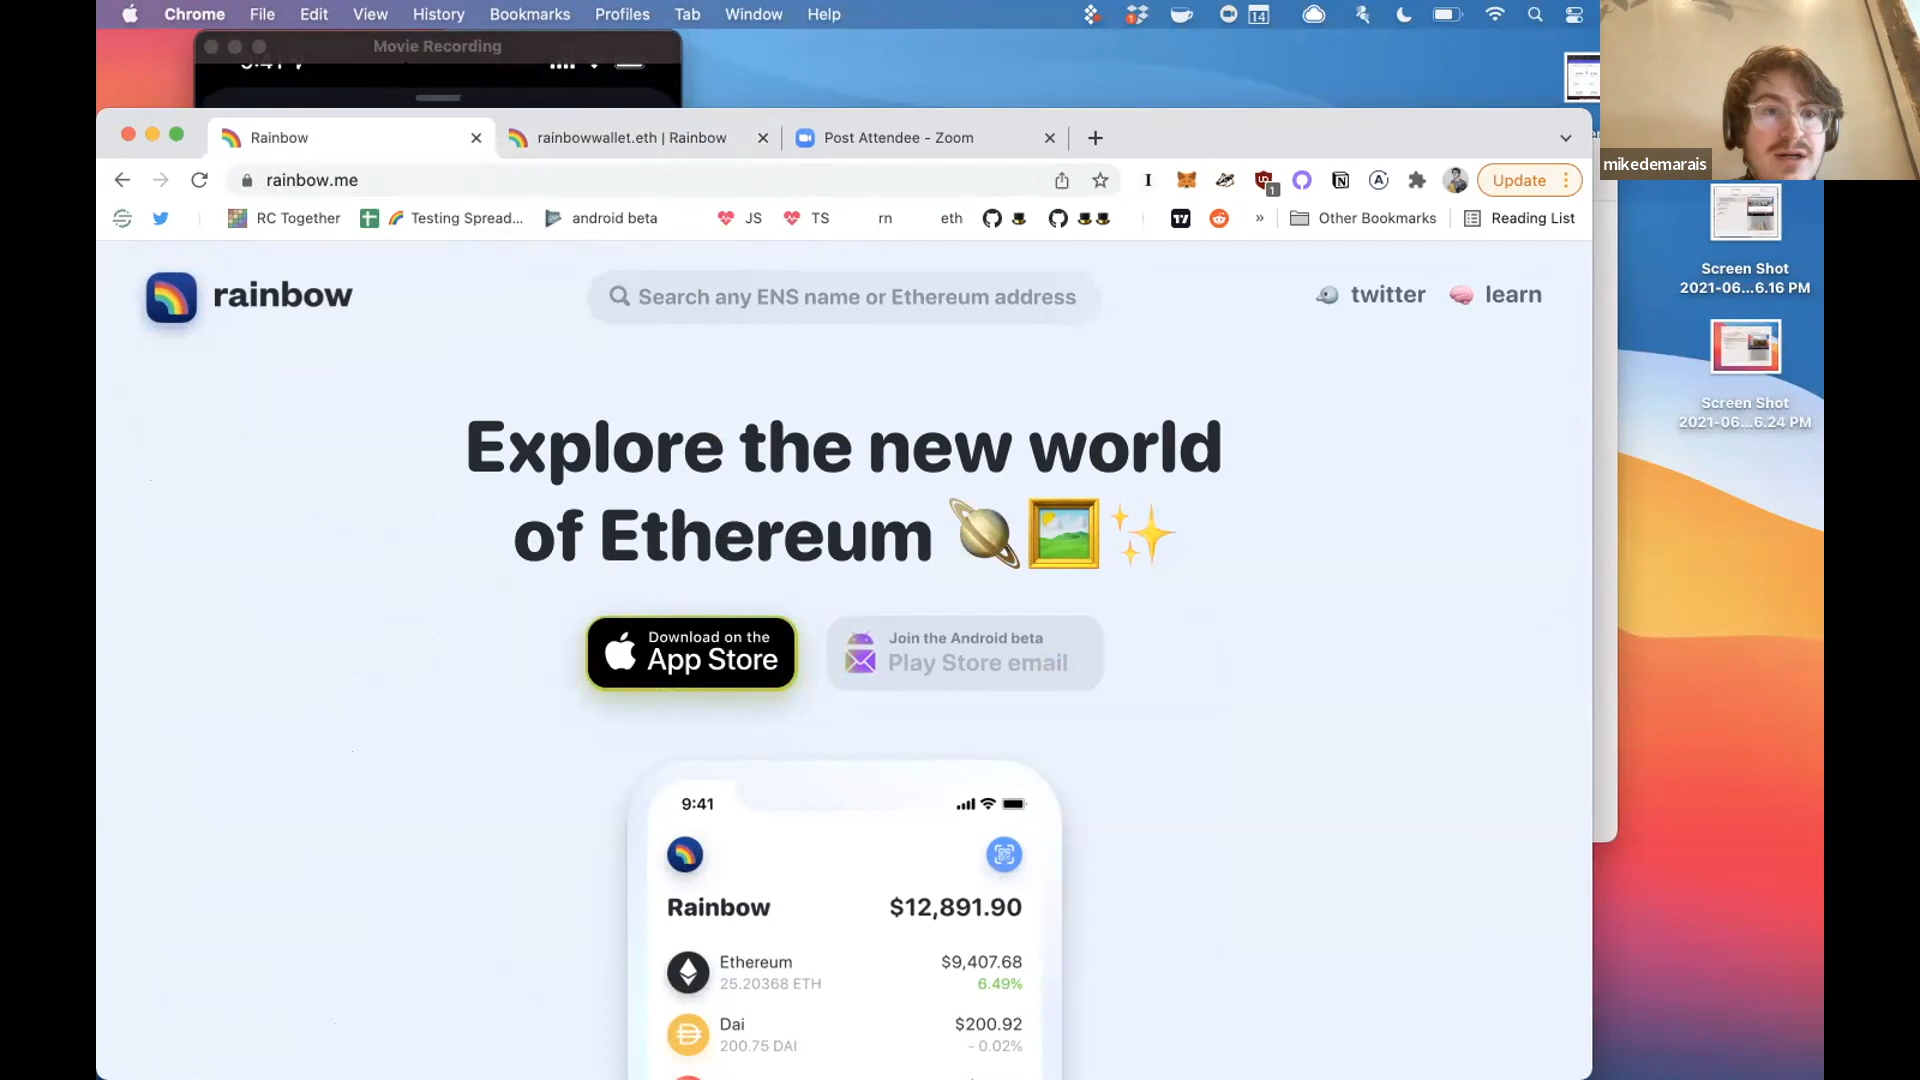 Chrome File Edit View History Bookmarks Profiles Tab Window Help
14
Movie Recording
9:41
Rainbow
rainbowwallet.eth | Rainbow
Post Attendee - Zoom
mikedemarais
rainbow.me
1
Update
RC Together
Testing Spread...
android beta
JS
TS
rn
eth
»
Other Bookmarks
Reading List
rainbow
Search any ENS name or Ethereum address
twitter
learn
Screen Shot
2021-06...6.16 PM
Screen Shot
2021-06...6.24 PM
Explore the new world
of Ethereum
Download on the
App Store
Join the Android beta
Play Store email
9:41
Rainbow $12,891.90
Ethereum $9,407.68
25.20368 ETH 6.49%
Dai $200.92
200.75 DAI - 0.02%